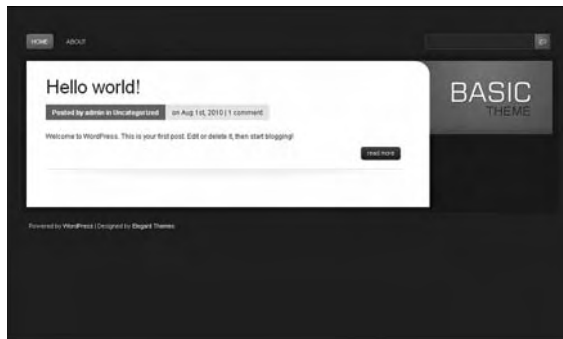 HOME ABOUT
Hello world!
BASIC
THEME
Posted by admin in Uncategorized on Aug 1st, 2010 | 1 comment
Welcome to WordPress. This is your first post. Edit or delete it, then start blogging!
read more
Powered by WordPress | Designed by Elegant Themes